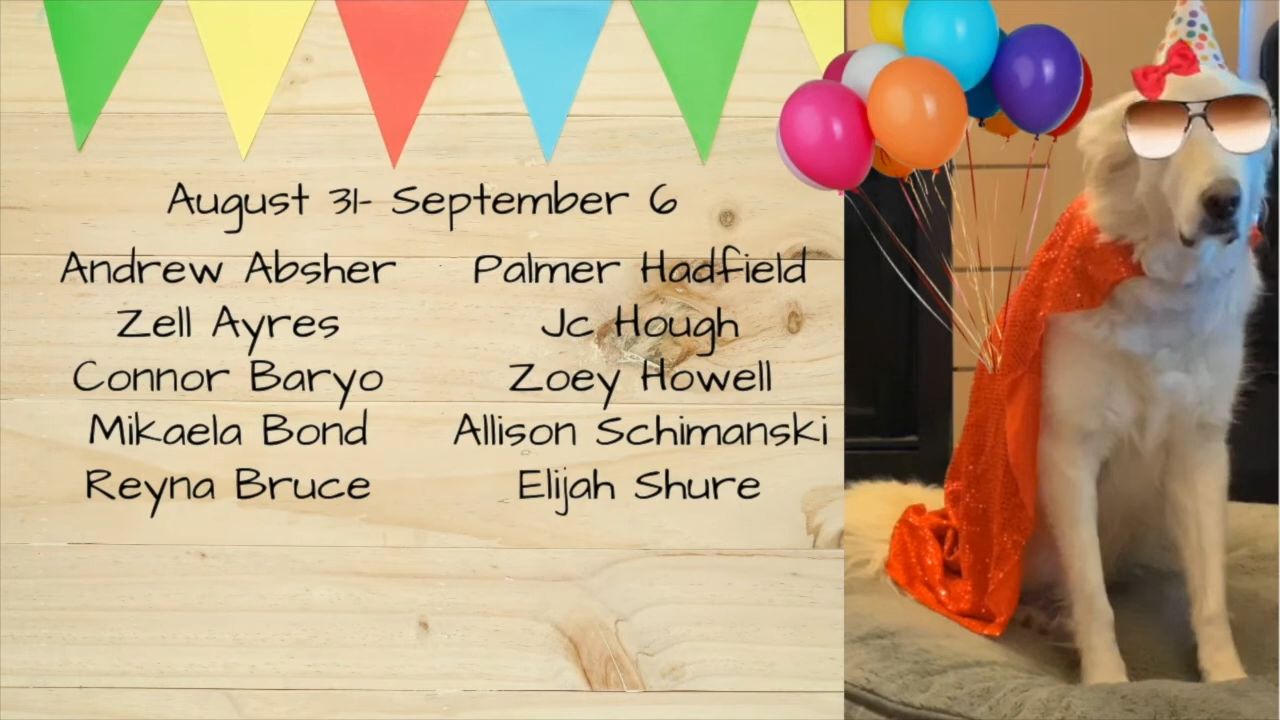 August 31- September 6
Andrew Absher
Zell Ayres
Connor Baryo
Mikaela Bond
Reyna Bruce
Palmer Hadfield
Jc Hough
Zoey Howell
Allison Schimanski
Elijah Shure